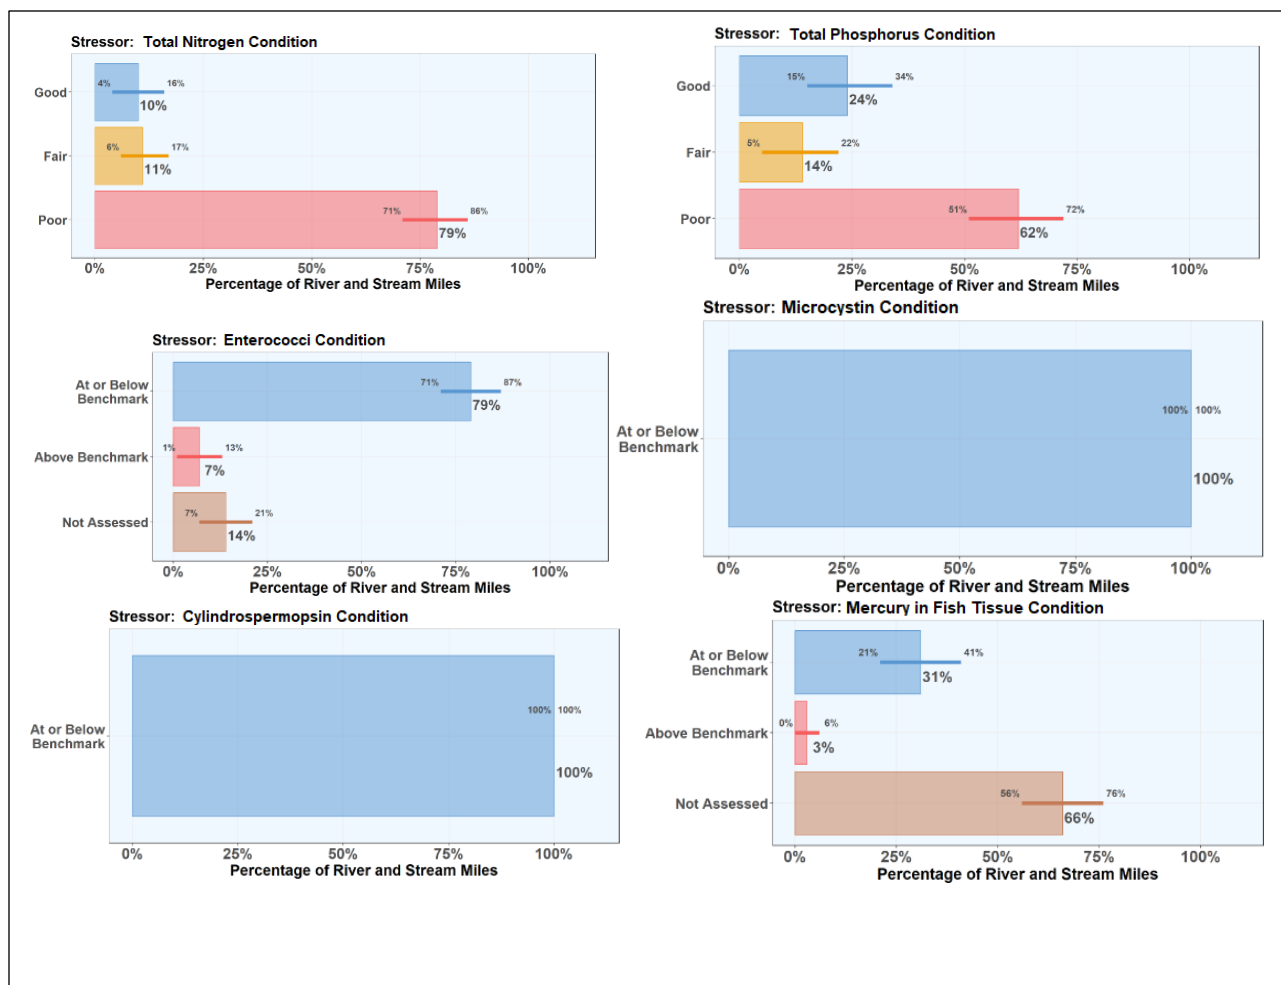 Stressor: Total Nitrogen Condition
Good
4%
16%
10%
Fair
6%
17%
11%
Poor
71%
86%
79%
0% 25% 50% 75% 100%
Percentage of River and Stream Miles
Stressor: Total Phosphorus Condition
Good
15%
34%
24%
Fair
5%
22%
14%
Poor
51%
72%
62%
0% 25% 50% 75% 100%
Percentage of River and Stream Miles
Stressor: Enterococci Condition
At or Below
Benchmark
71%
87%
79%
Above Benchmark
1%
13%
7%
Not Assessed
7%
21%
14%
0% 25% 50% 75% 100%
Percentage of River and Stream Miles
Stressor: Microcystin Condition
At or Below
Benchmark
100% 100%
100%
0% 25% 50% 75% 100%
Percentage of River and Stream Miles
Stressor: Cylindrospermopsin Condition
At or Below
Benchmark
100% 100%
100%
0% 25% 50% 75% 100%
Percentage of River and Stream Miles
Stressor: Mercury in Fish Tissue Condition
At or Below
Benchmark
21%
41%
31%
Above Benchmark
0%
6%
3%
Not Assessed
56%
76%
66%
0% 25% 50% 75% 100%
Percentage of River and Stream Miles